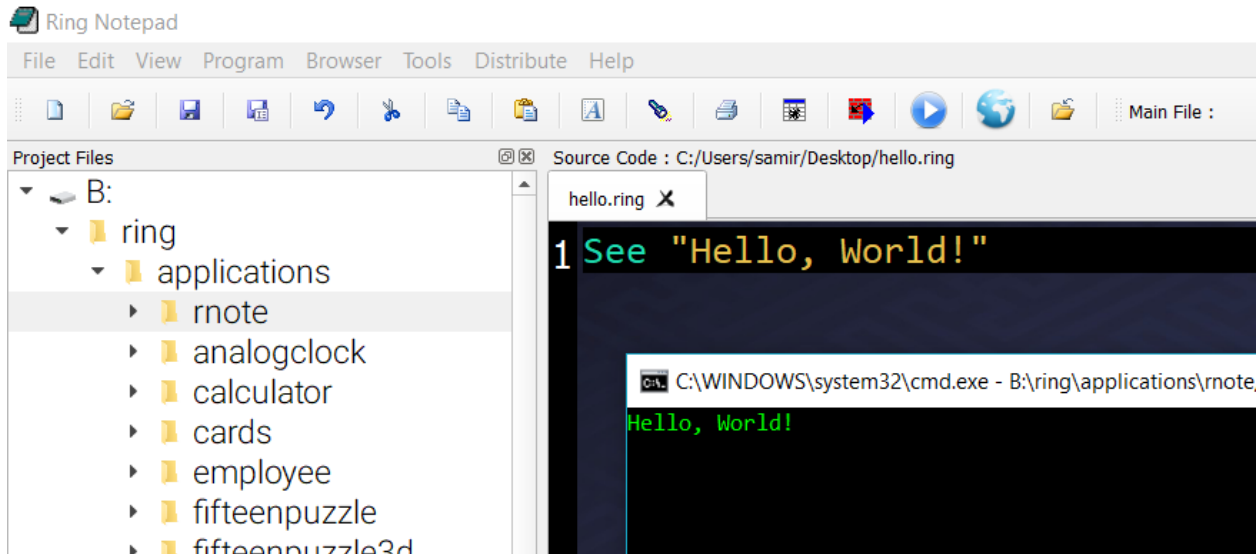 Ring Notepad
File Edit View Program Browser Tools Distribute Help
Main File :
Project Files
B:
ring
applications
rnote
analogclock
calculator
cards
employee
fifteenpuzzle
fifteenpuzzle3d
Source Code : C:/Users/samir/Desktop/hello.ring
hello.ring
1 See "Hello, World!"
C:\WINDOWS\system32\cmd.exe - B:\ring\applications\rnote/
Hello, World!